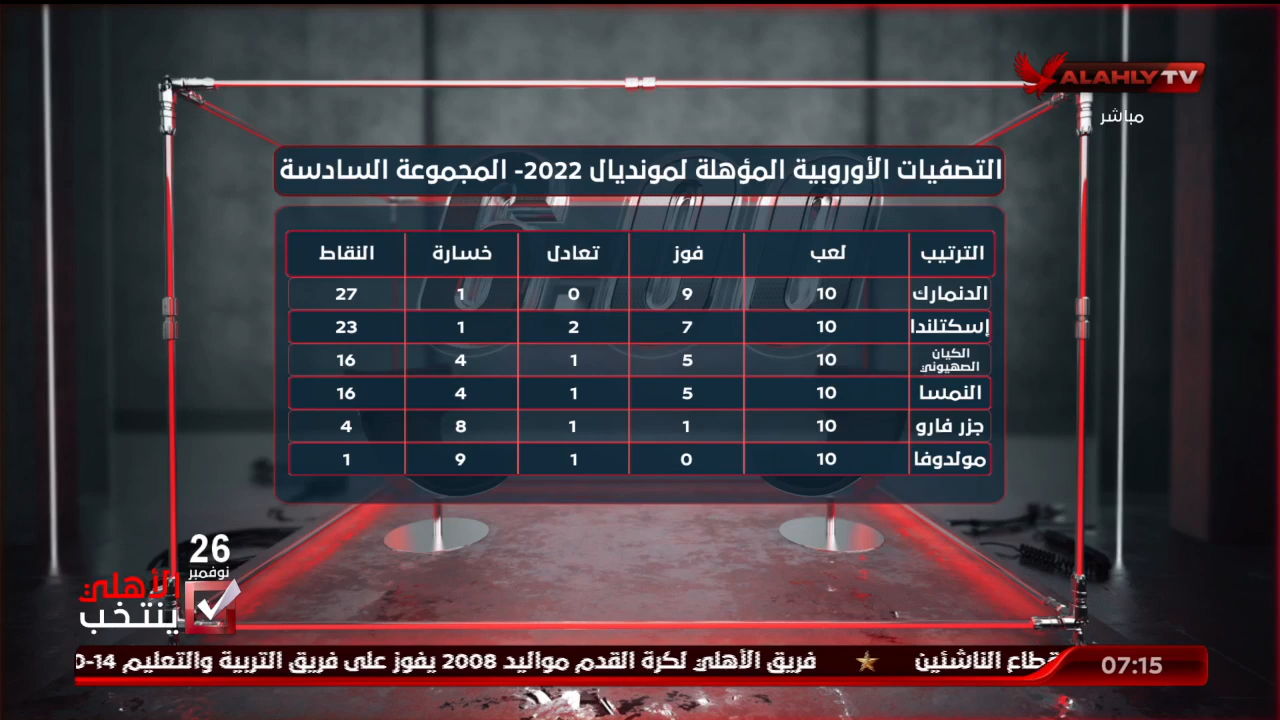 ALAHLY TV
مباشر
التصفيات الأوروبية المؤهلة لمونديال 2022- المجموعة السادسة
الترتيب لعب فوز تعادل خسارة النقاط
الدنمارك 10 9 0 1 27
إسكتلندا 10 7 2 1 23
الكيان الصهيوني 10 5 1 4 16
النمسا 10 5 1 4 16
جزر فارو 10 1 1 8 4
مولدوفا 10 0 1 9 1
26
نوفمبر
الأهلي
ينتخب
قطاع الناشئين فريق الأهلي لكرة القدم مواليد 2008 يفوز على فريق التربية والتعليم 14-0
07:15